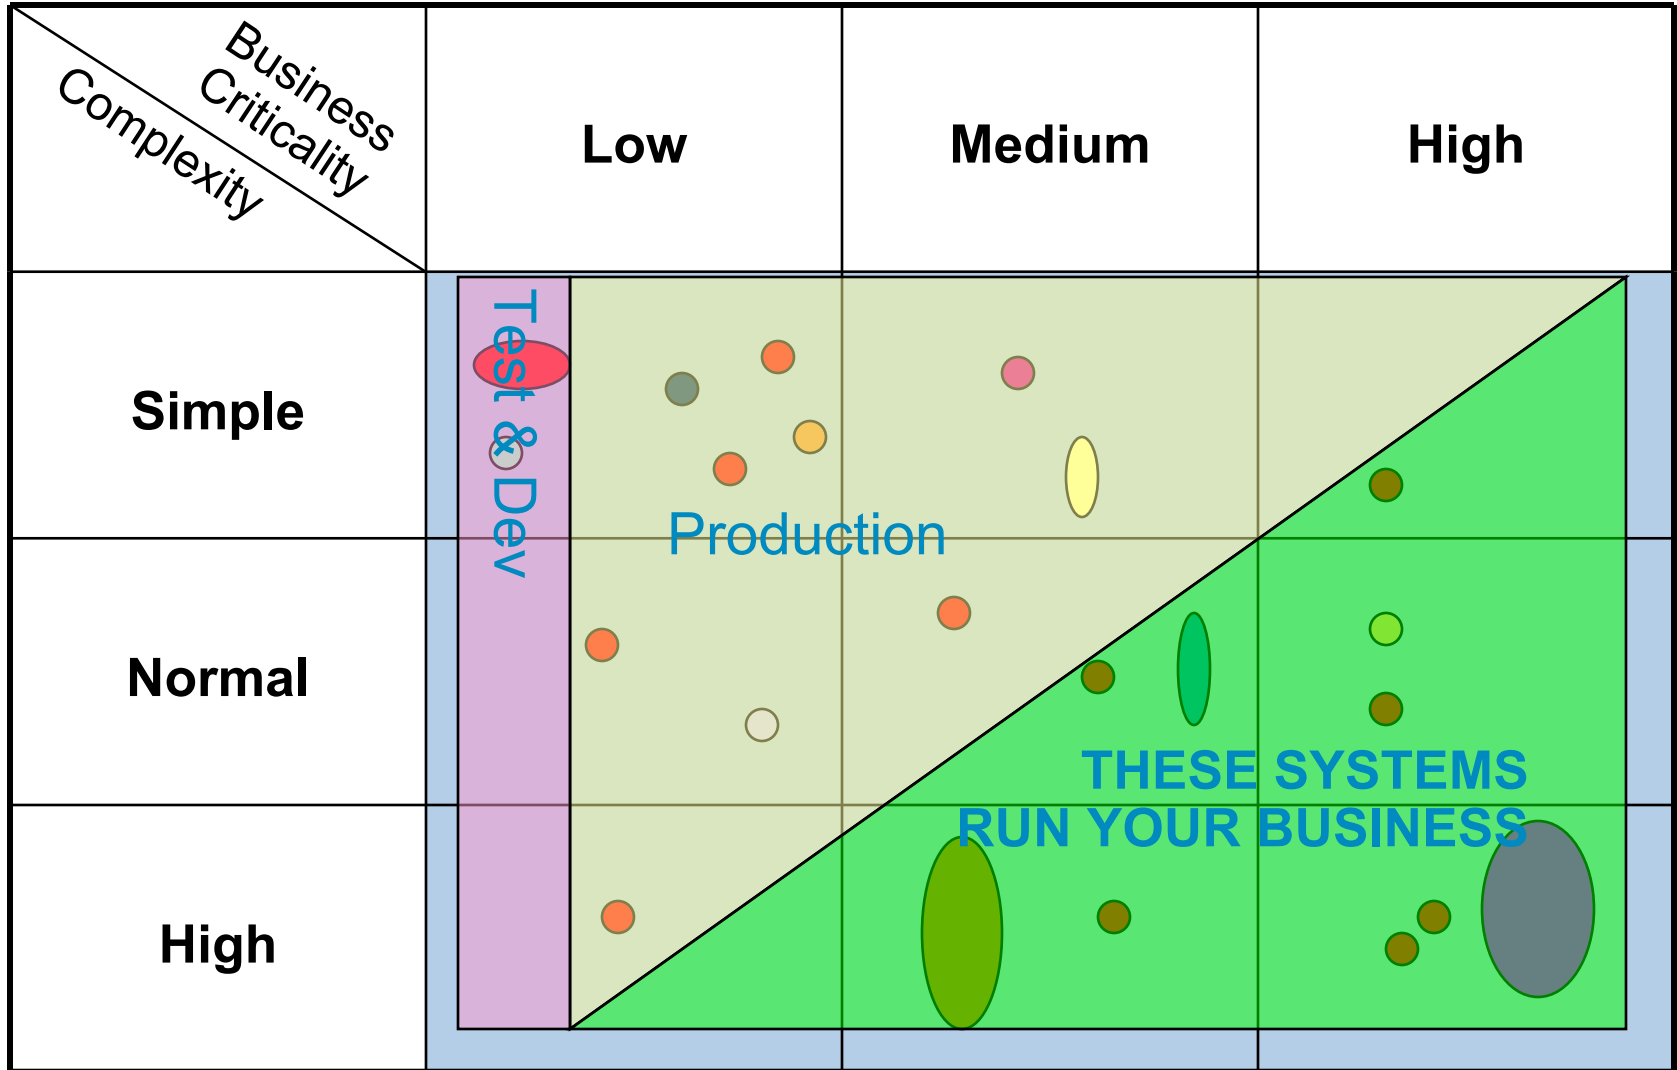 Business
Criticality
Complexity
Low
Medium
High
Simple
Test & Dev
Production
Normal
THESE SYSTEMS
RUN YOUR BUSINESS
High